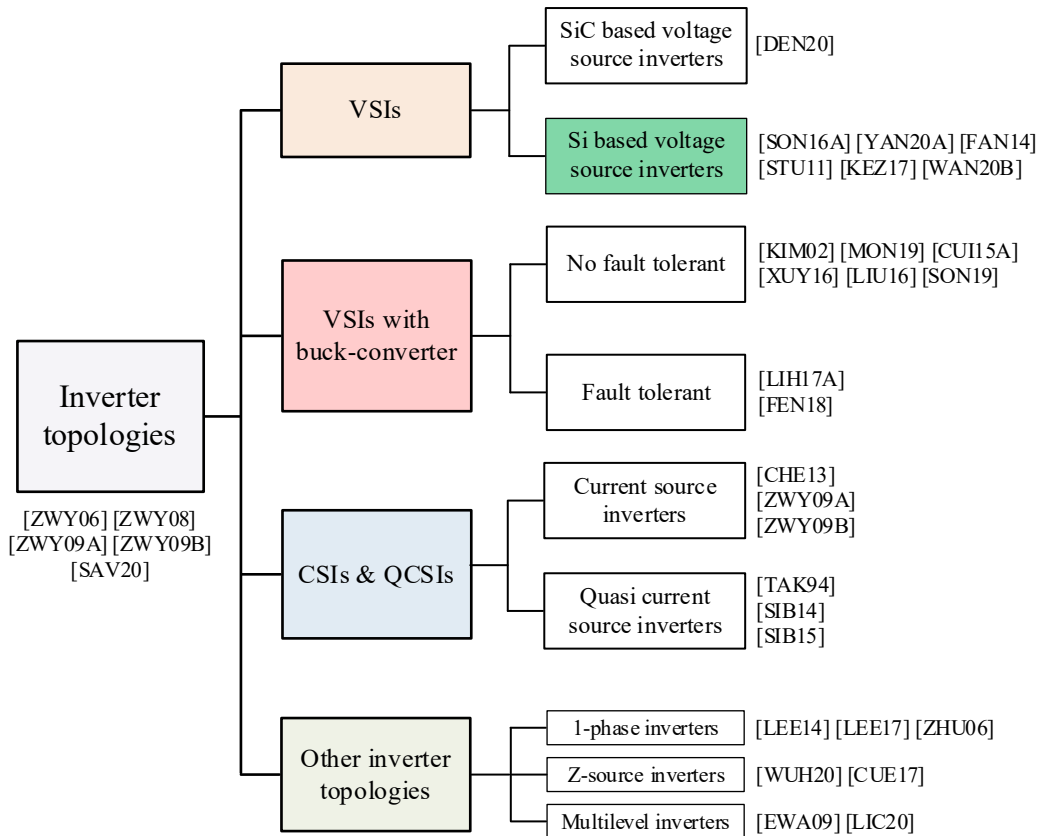 Inverter
topologies
[ZWY06] [ZWY08]
[ZWY09A] [ZWY09B]
[SAV20]
VSIs
SiC based voltage
source inverters
[DEN20]
Si based voltage
source inverters
[SON16A] [YAN20A] [FAN14]
[STU11] [KEZ17] [WAN20B]
VSIs with
buck-converter
No fault tolerant
[KIM02] [MON19] [CUI15A]
[XUY16] [LIU16] [SON19]
Fault tolerant
[LIH17A]
[FEN18]
CSIs & QCSIs
Current source
inverters
[CHE13]
[ZWY09A]
[ZWY09B]
Quasi current
source inverters
[TAK94]
[SIB14]
[SIB15]
Other inverter
topologies
1-phase inverters
[LEE14] [LEE17] [ZHU06]
Z-source inverters
[WUH20] [CUE17]
Multilevel inverters
[EWA09] [LIC20]